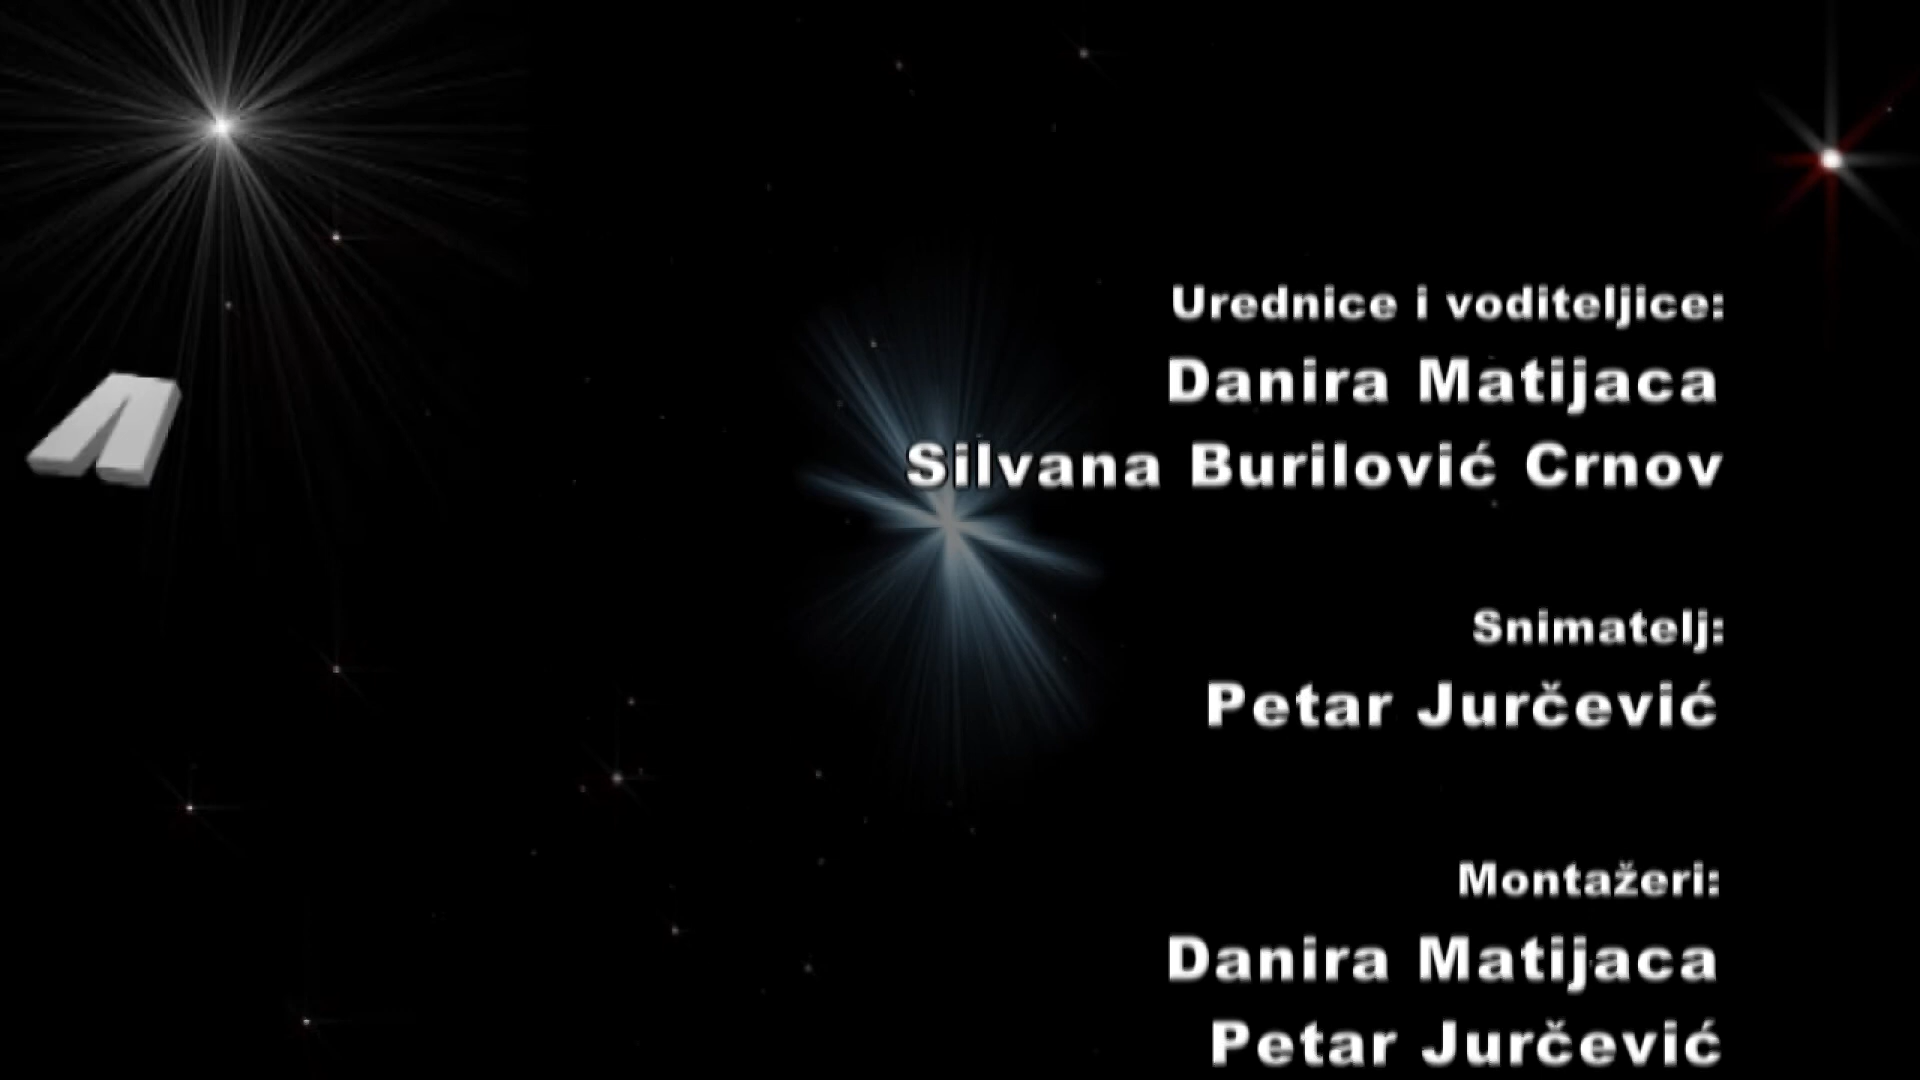 Urednice i voditeljice:
Danira Matijaca
Silvana Burilović Crnov
Snimatelj:
Petar Jurčević
Montažeri:
Danira Matijaca
Petar Jurčević